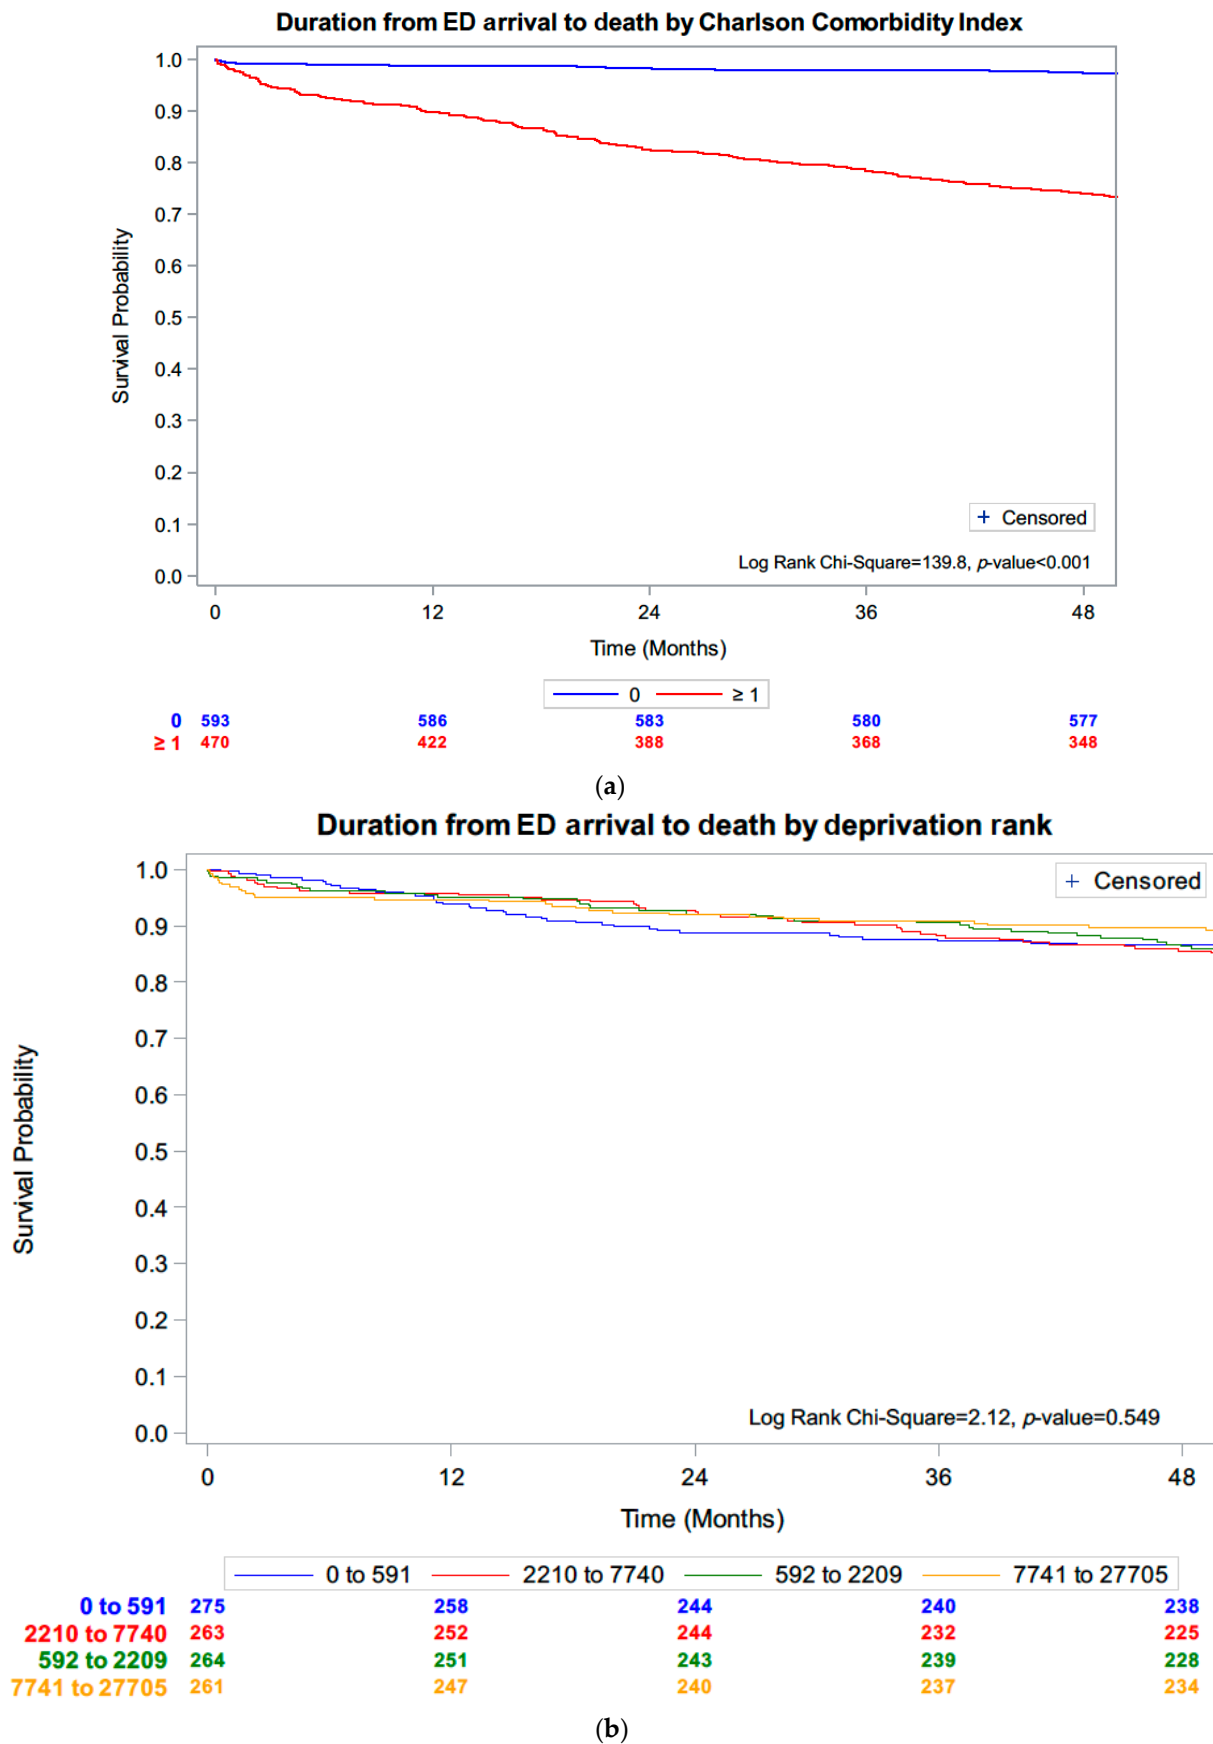 Duration from ED arrival to death by Charlson Comorbidity Index
1.0
0.9
0.8
0.7
0.6
0.5
0.4
0.3
0.2
0.1
0.0
Survival Probability
+ Censored
Log Rank Chi-Square=139.8, p-value<0.001
0 12 24 36 48
Time (Months)
0 ≥ 1
0 593 586 583 580 577
≥ 1 470 422 388 368 348
(a)
Duration from ED arrival to death by deprivation rank
1.0
0.9
0.8
0.7
0.6
0.5
0.4
0.3
0.2
0.1
0.0
Survival Probability
+ Censored
Log Rank Chi-Square=2.12, p-value=0.549
0 12 24 36 48
Time (Months)
0 to 591 2210 to 7740 592 to 2209 7741 to 27705
0 to 591 275 258 244 240 238
2210 to 7740 263 252 244 232 225
592 to 2209 264 251 243 239 228
7741 to 27705 261 247 240 237 234
(b)